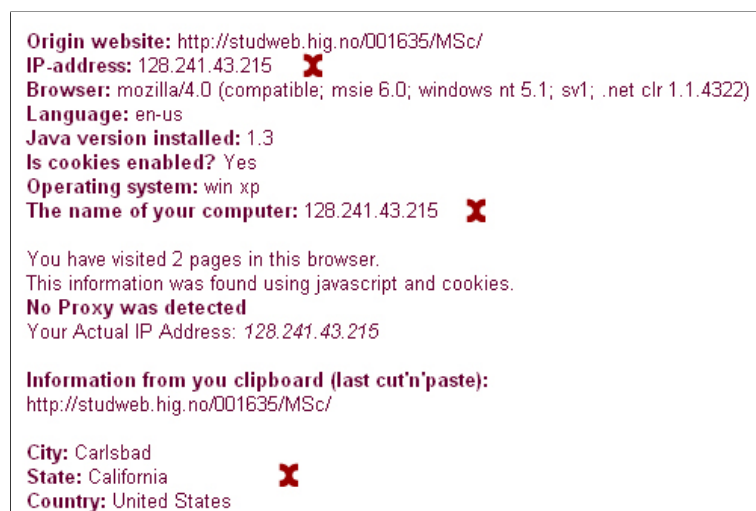 Origin website: http://studweb.hig.no/001635/MSc/
IP-address: 128.241.43.215
Browser: mozilla/4.0 (compatible; msie 6.0; windows nt 5.1; sv1; .net clr 1.1.4322)
Language: en-us
Java version installed: 1.3
Is cookies enabled? Yes
Operating system: win xp
The name of your computer: 128.241.43.215
You have visited 2 pages in this browser.
This information was found using javascript and cookies.
No Proxy was detected
Your Actual IP Address: 128.241.43.215
Information from you clipboard (last cut'n'paste):
http://studweb.hig.no/001635/MSc/
City: Carlsbad
State: California
Country: United States